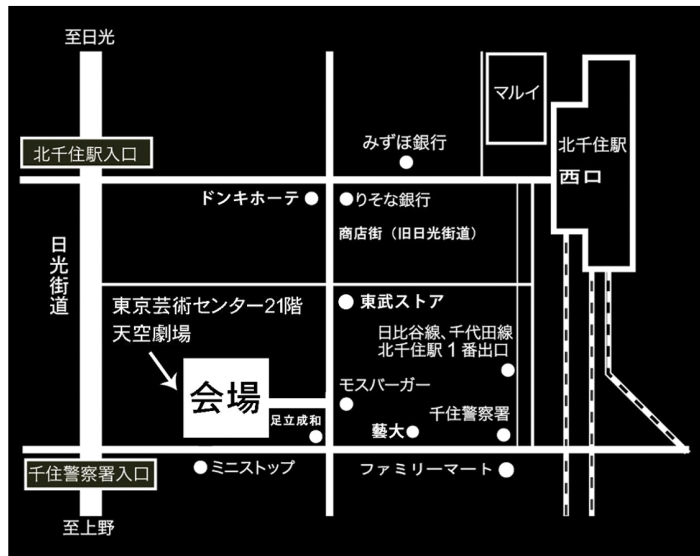 至日光
マルイ
みずほ銀行
北千住駅
西口
北千住駅入口
ドンキホーテ
りそな銀行
商店街（旧日光街道）
日光街道
東京芸術センター21階
天空劇場
東武ストア
日比谷線、千代田線
北千住駅1番出口
会場
モスバーガー
足立成和
藝大
千住警察署
千住警察署入口
ミニストップ
ファミリーマート
至上野